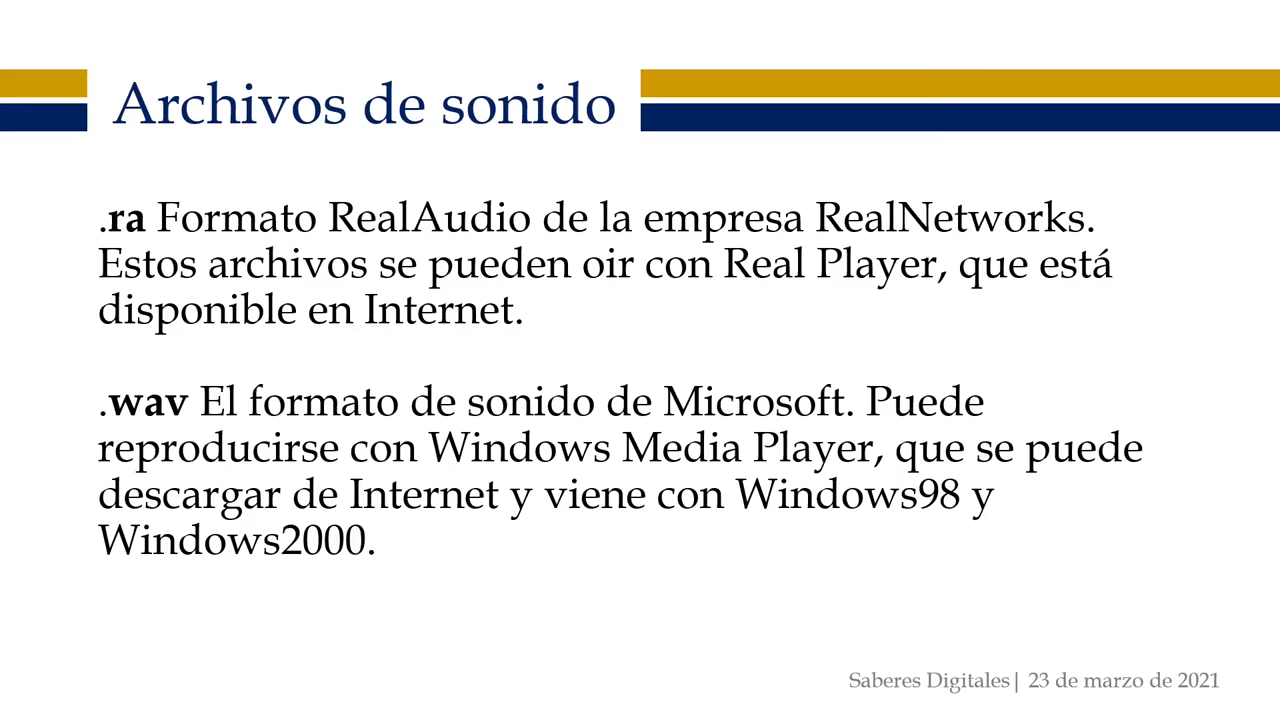 Archivos de sonido
.ra Formato RealAudio de la empresa RealNetworks.
Estos archivos se pueden oir con Real Player, que está
disponible en Internet.
.wav El formato de sonido de Microsoft. Puede
reproducirse con Windows Media Player, que se puede
descargar de Internet y viene con Windows98 y
Windows2000.
Saberes Digitales| 23 de marzo de 2021